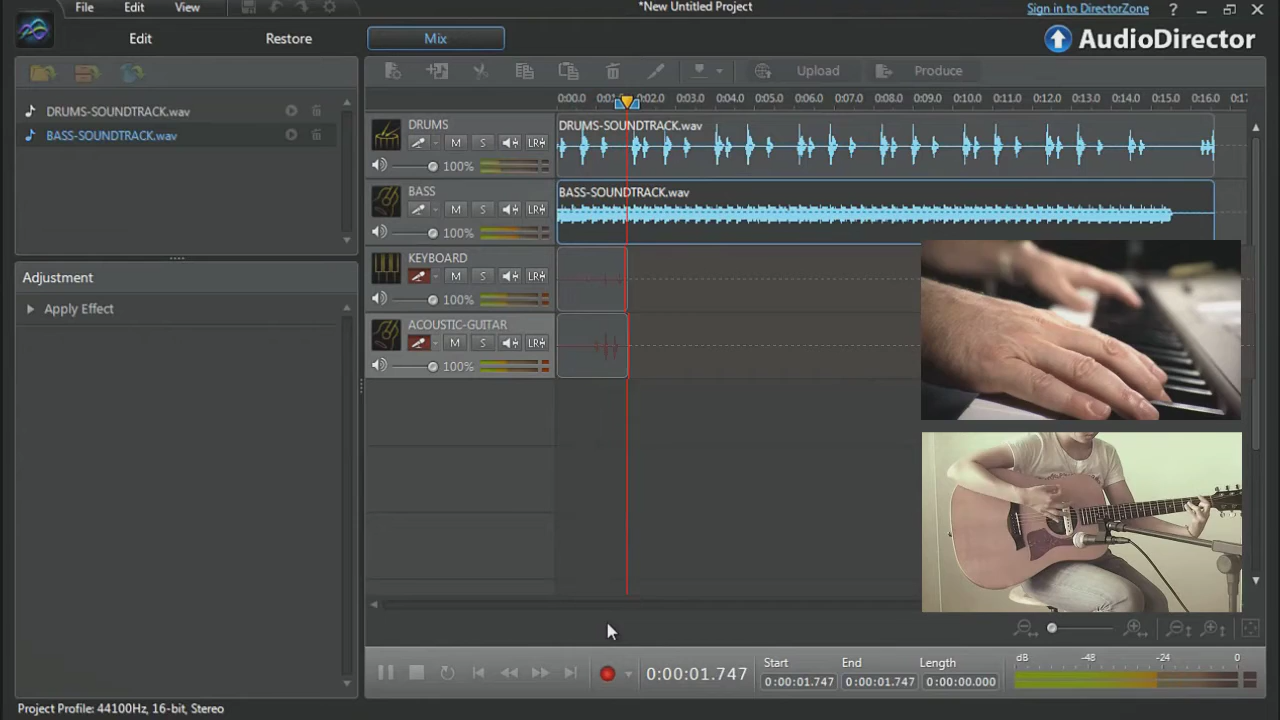 File Edit View
*New Untitled Project
Sign in to DirectorZone ?
Edit Restore Mix
AudioDirector
Upload Produce
DRUMS-SOUNDTRACK.wav
BASS-SOUNDTRACK.wav
0:00.0 0:01.0 0:02.0 0:03.0 0:04.0 0:05.0 0:06.0 0:07.0 0:08.0 0:09.0 0:10.0 0:11.0 0:12.0 0:13.0 0:14.0 0:15.0 0:16.0 0:17
DRUMS
M S LR
100%
DRUMS-SOUNDTRACK.wav
BASS
M S LR
100%
BASS-SOUNDTRACK.wav
KEYBOARD
M S LR
100%
ACOUSTIC-GUITAR
M S LR
100%
Adjustment
Apply Effect
0:00:01.747
Start End Length
0:00:01.747 0:00:01.747 0:00:00.000
dB -48 -24 0
Project Profile: 44100Hz, 16-bit, Stereo